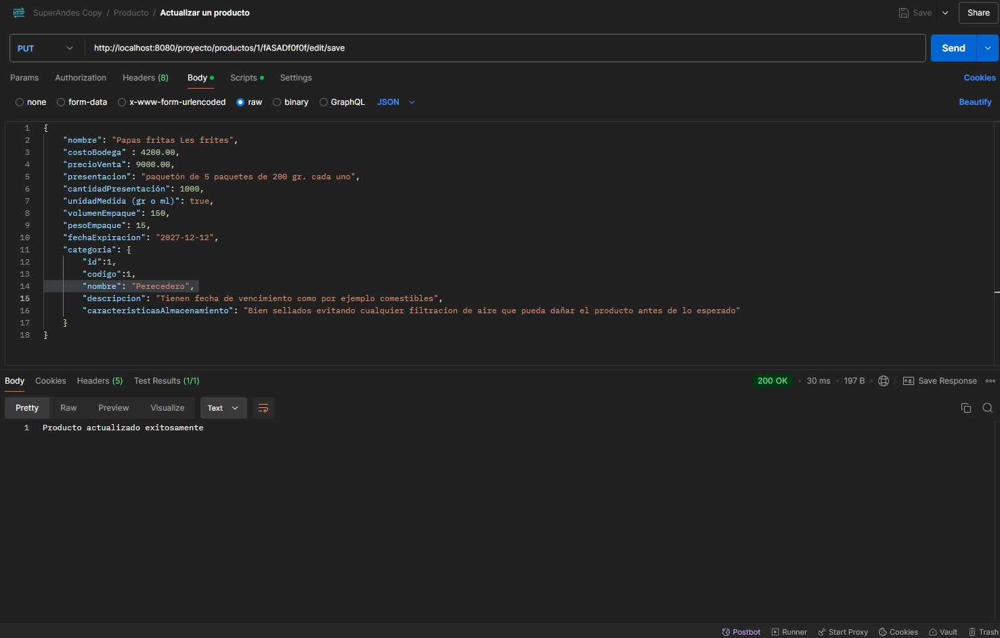 HTTP SuperAndes Copy / Producto / Actualizar un producto Save Share
PUT http://localhost:8080/proyecto/productos/1/fASADf0f0f/edit/save Send
Params Authorization Headers (8) Body Scripts Settings Cookies
none form-data x-www-form-urlencoded raw binary GraphQL JSON Beautify
1 {
2 "nombre": "Papas fritas Les frites",
3 "costoBodega" : 4200.00,
4 "precioVenta": 9000.00,
5 "presentacion": "paquetón de 5 paquetes de 200 gr. cada uno",
6 "cantidadPresentación": 1000,
7 "unidadMedida (gr o ml)": true,
8 "volumenEmpaque": 150,
9 "pesoEmpaque": 15,
10 "fechaExpiracion": "2027-12-12",
11 "categoria": {
12 "id":1,
13 "codigo":1,
14 "nombre": "Perecedero",
15 "descripcion": "Tienen fecha de vencimiento como por ejemplo comestibles",
16 "caracteristicasAlmacenamiento": "Bien sellados evitando cualquier filtracion de aire que pueda dañar el producto antes de lo esperado"
17 }
18 }
Body Cookies Headers (5) Test Results (1/1) 200 OK • 30 ms • 197 B e.g. Save Response
Pretty Raw Preview Visualize Text
1 Producto actualizado exitosamente
Postbot Runner Start Proxy Cookies Vault Trash